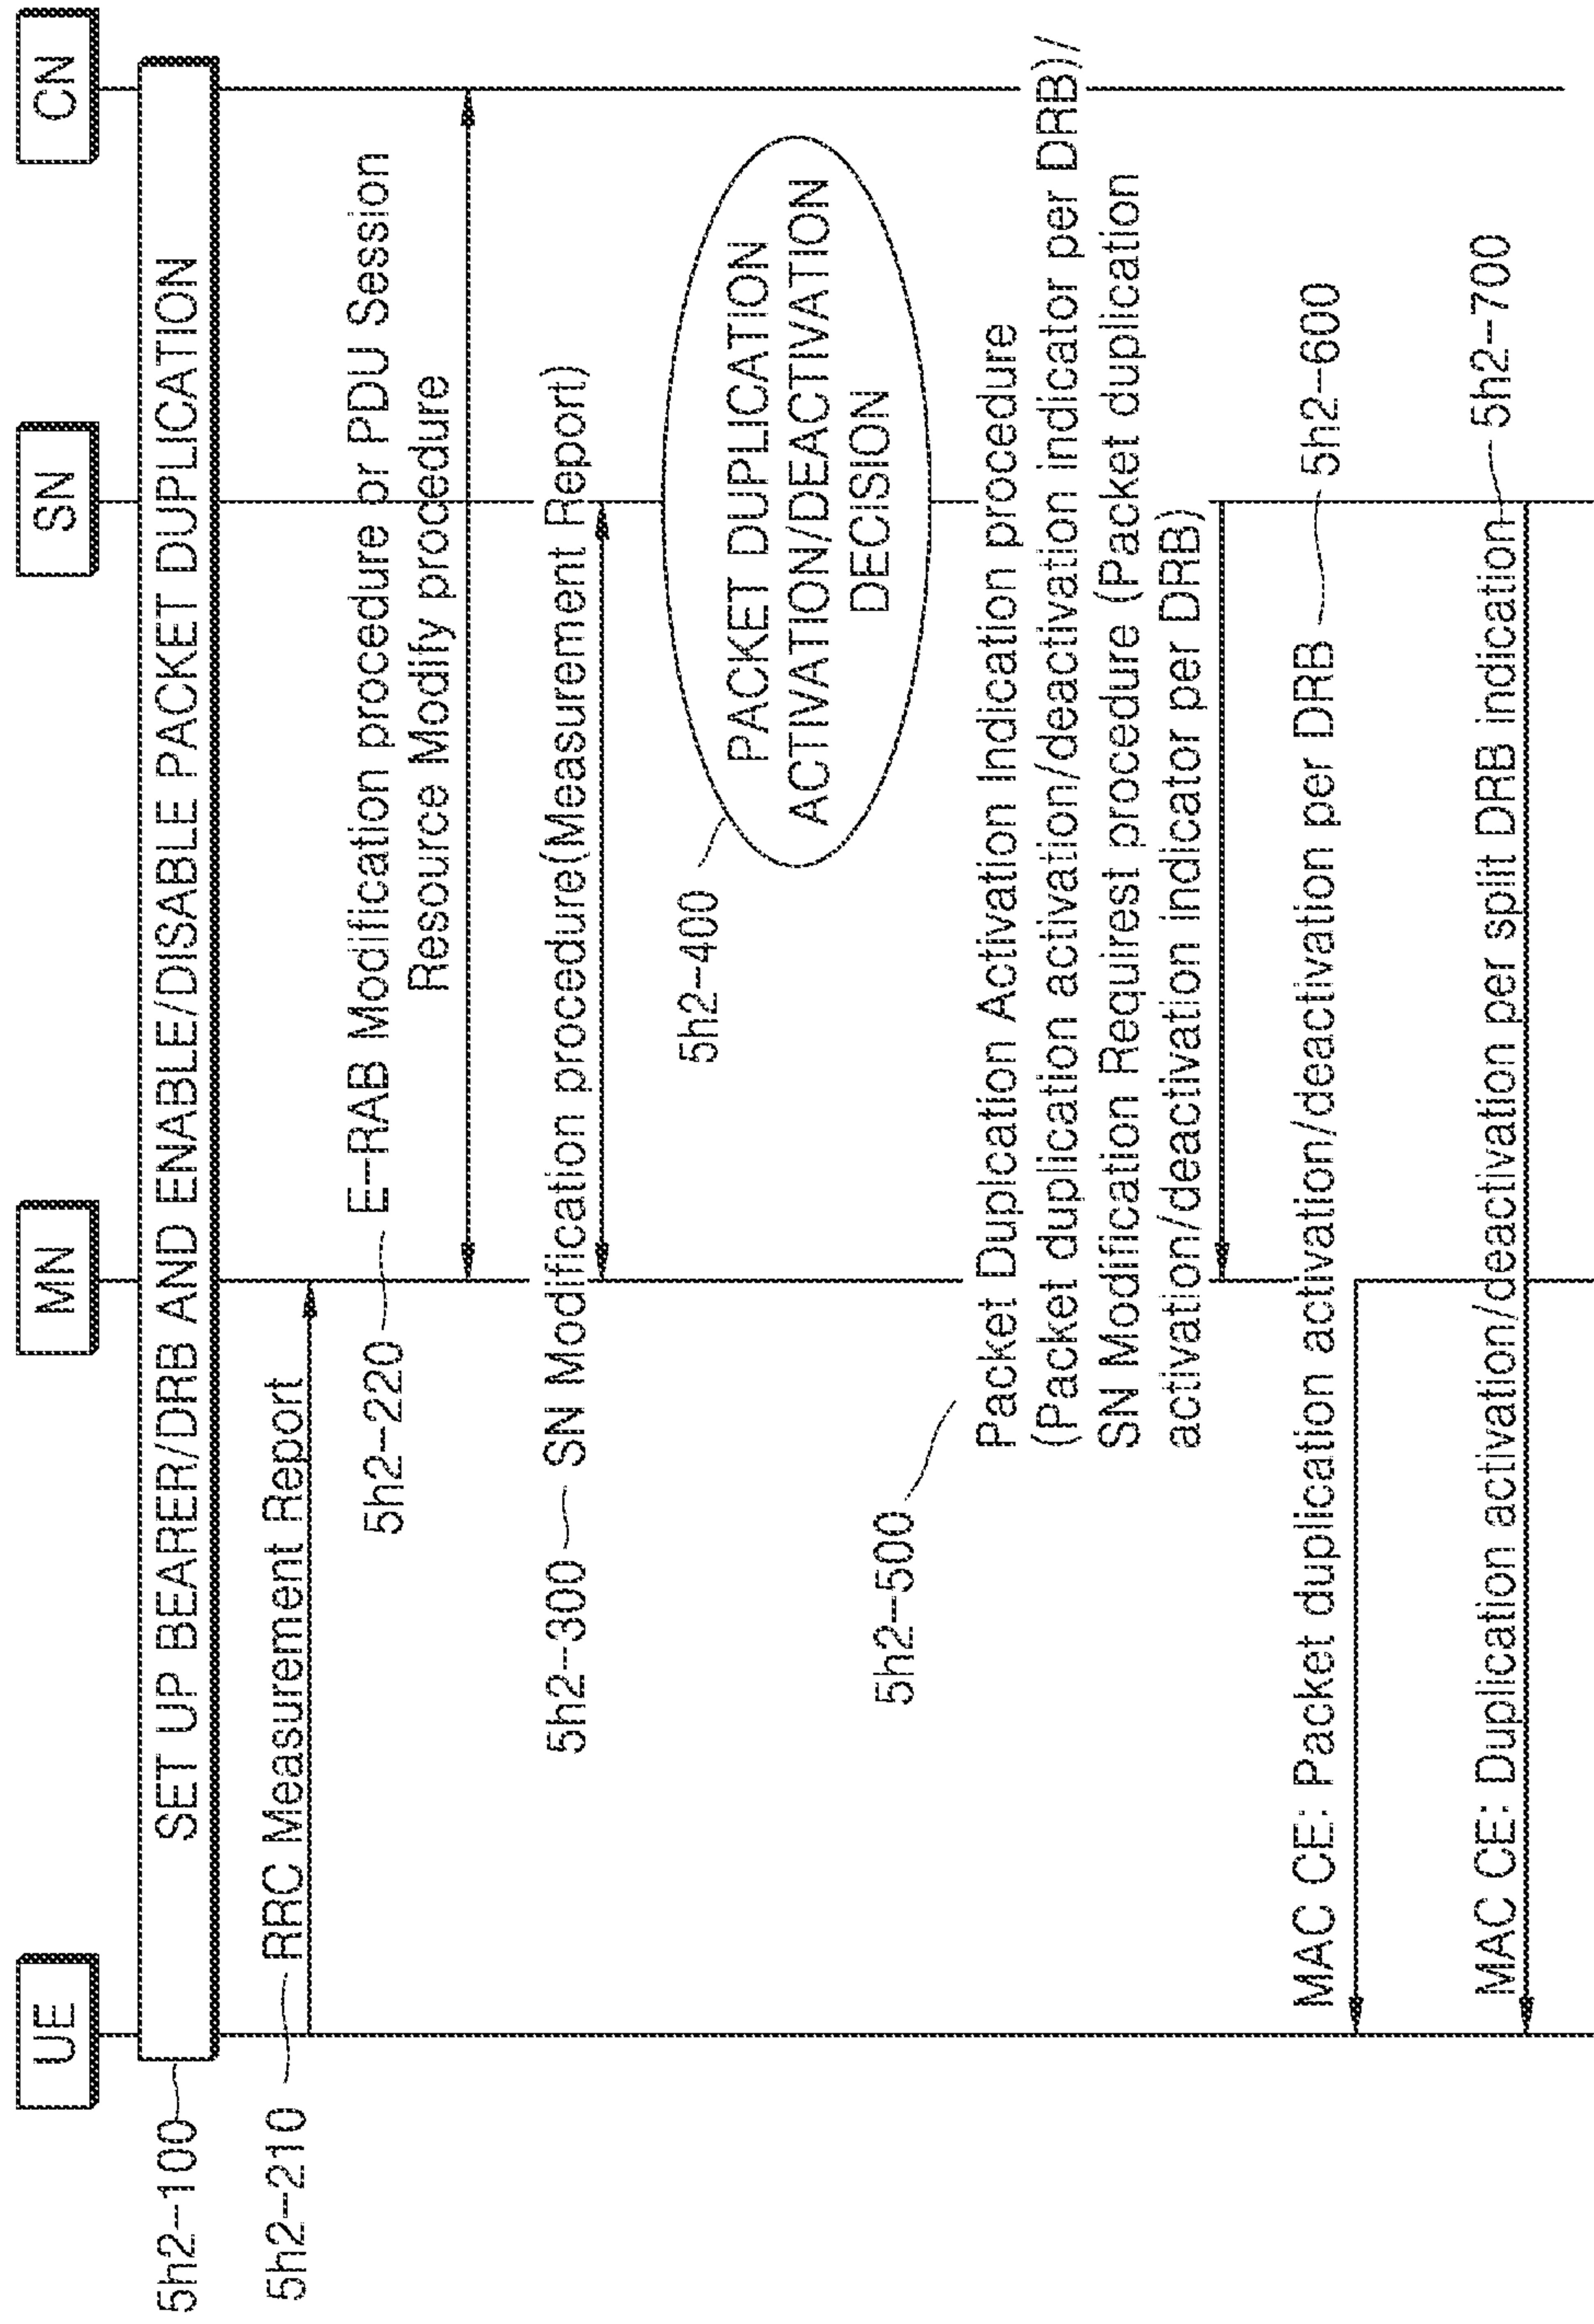 UE
MN
SN
CN
5h2-100
SET UP BEARER/DRB AND ENABLE/DISABLE PACKET DUPLICATION
5h2-210
RRC Measurement Report
5h2-220
E-RAB Modification procedure or PDU Session
Resource Modify procedure
5h2-300
SN Modification procedure(Measurement Report)
5h2-400
PACKET DUPLICATION
ACTIVATION/DEACTIVATION
DECISION
5h2-500
Packet Duplcation Activation Indication procedure
(Packet duplication activation/deactivation indicator per DRB)/
SN Modification Requirest procedure (Packet duplication
activation/deactivation indicator per DRB)
MAC CE: Packet duplication activation/deactivation per DRB
5h2-600
MAC CE: Duplication activation/deactivation per split DRB indication
5h2-700